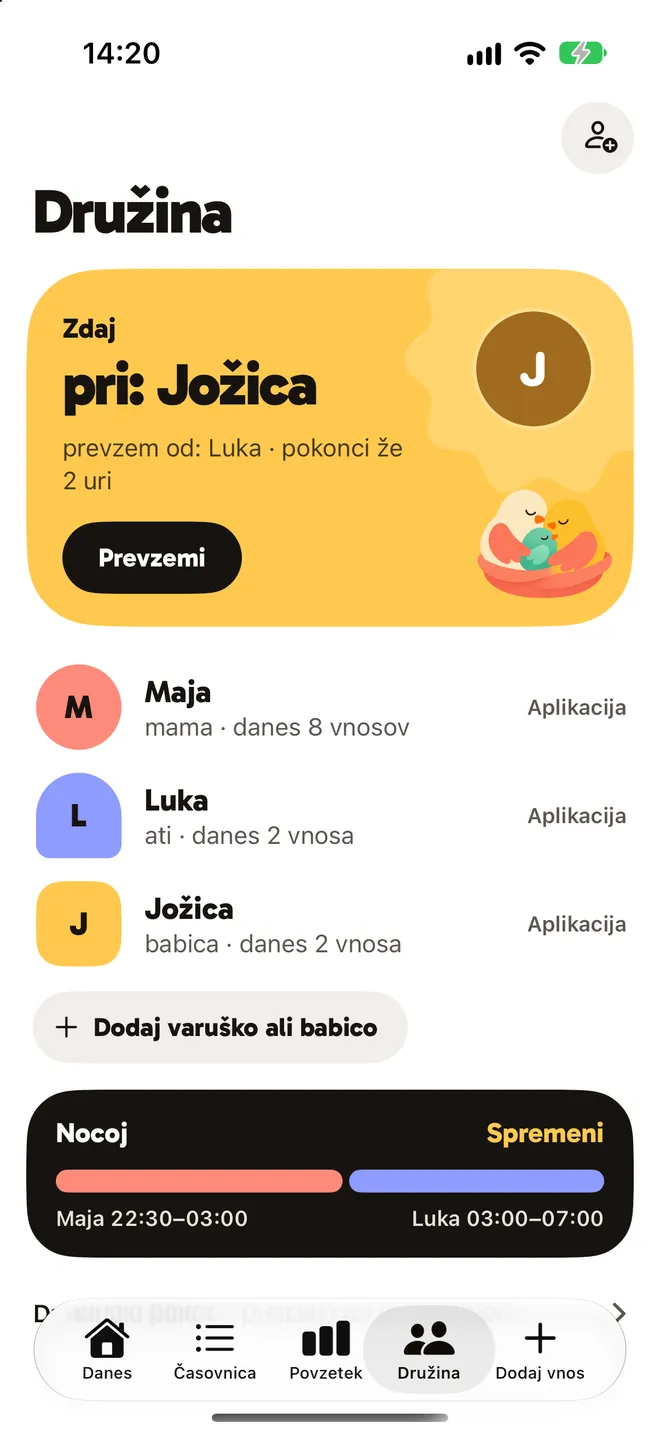 14:20
Družina
Zdaj
pri: Jožica
J
prevzem od: Luka · pokonci že
2 uri
Prevzemi
M
Maja
mama · danes 8 vnosov
Aplikacija
L
Luka
ati · danes 2 vnosa
Aplikacija
J
Jožica
babica · danes 2 vnosa
Aplikacija
+ Dodaj varuško ali babico
Nocoj
Spremeni
Maja 22:30–03:00
Luka 03:00–07:00
Danes
Časovnica
Povzetek
Družina
Dodaj vnos